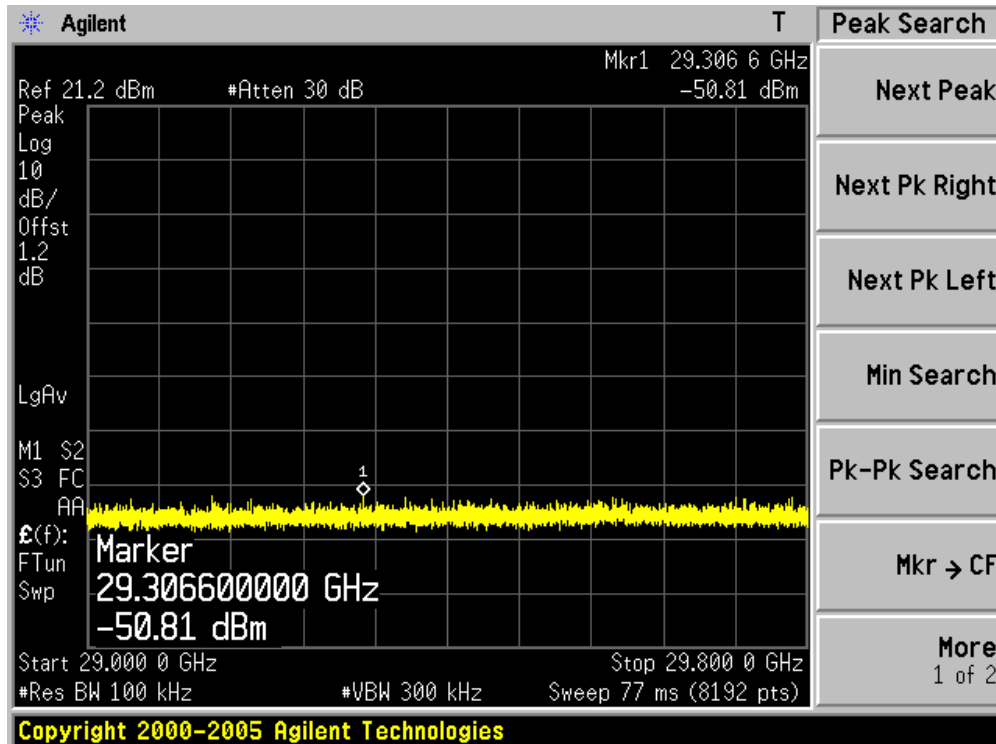 Agilent T Peak Search
Mkr1 29.306 6 GHz
Ref 21.2 dBm #Atten 30 dB -50.81 dBm
Peak
Log
10
dB/
Offst
1.2
dB
LgAv
M1 S2
S3 FC
AA
£(f):
FTun
Swp
1
Marker
29.306600000 GHz
-50.81 dBm
Start 29.000 0 GHz Stop 29.800 0 GHz
#Res BW 100 kHz #VBW 300 kHz Sweep 77 ms (8192 pts)
Copyright 2000-2005 Agilent Technologies
Next Peak
Next Pk Right
Next Pk Left
Min Search
Pk-Pk Search
Mkr → CF
More
1 of 2